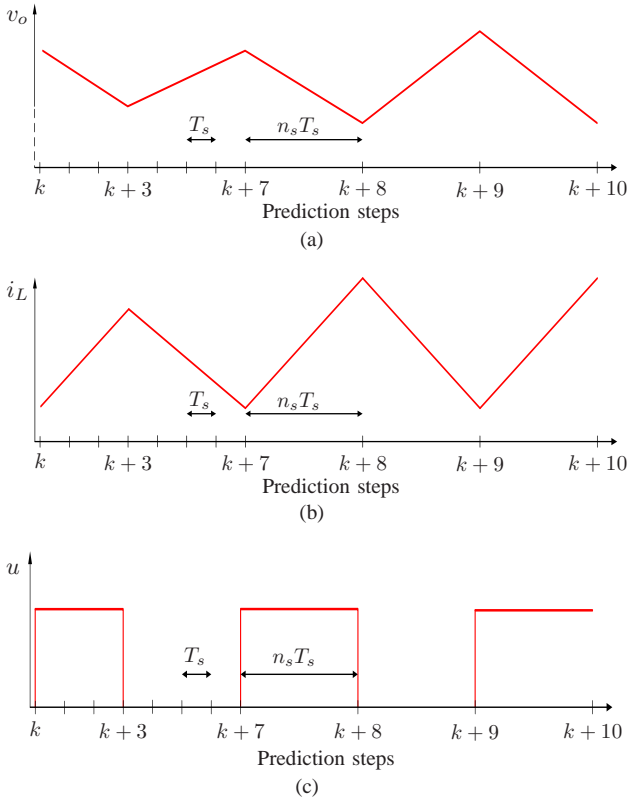 v_o
T_s
n_sT_s
k
k + 3
k + 7
k + 8
k + 9
k + 10
Prediction steps
(a)
i_L
T_s
n_sT_s
k
k + 3
k + 7
k + 8
k + 9
k + 10
Prediction steps
(b)
u
T_s
n_sT_s
k
k + 3
k + 7
k + 8
k + 9
k + 10
Prediction steps
(c)